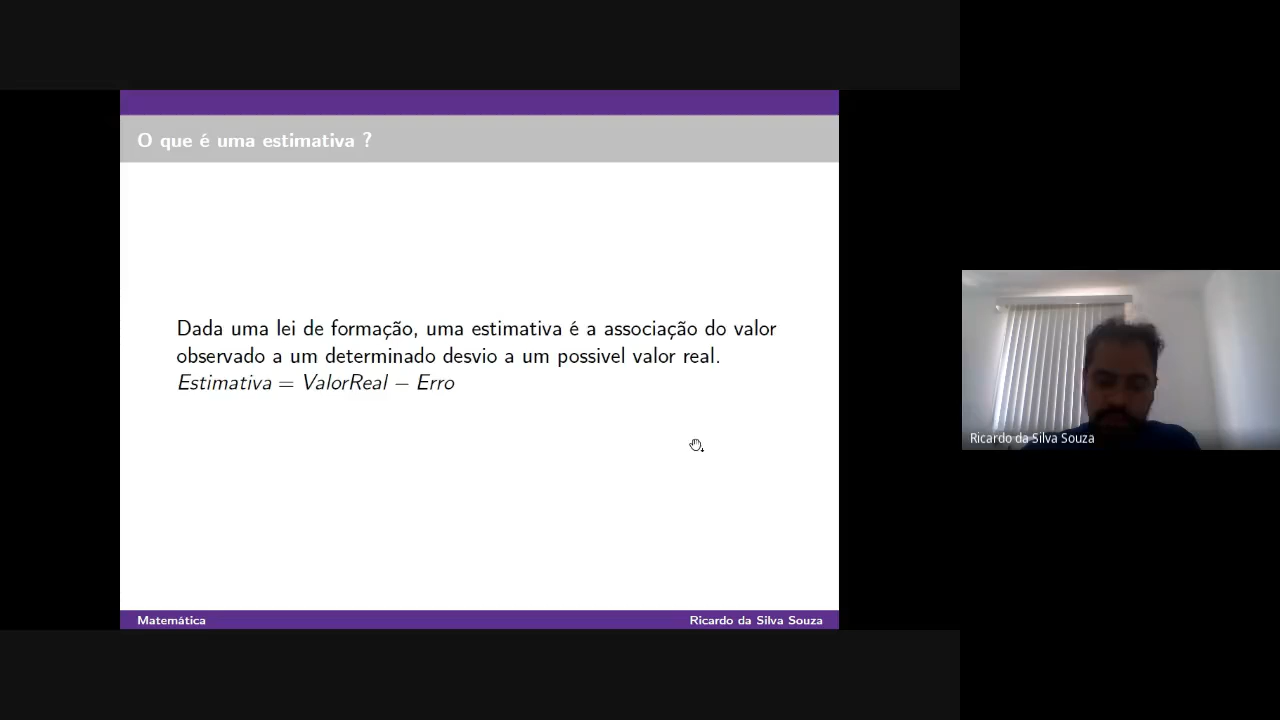 O que é uma estimativa ?
Dada uma lei de formação, uma estimativa é a associação do valor
observado a um determinado desvio a um possivel valor real.
Estimativa = ValorReal − Erro
Ricardo da Silva Souza
Matemática
Ricardo da Silva Souza